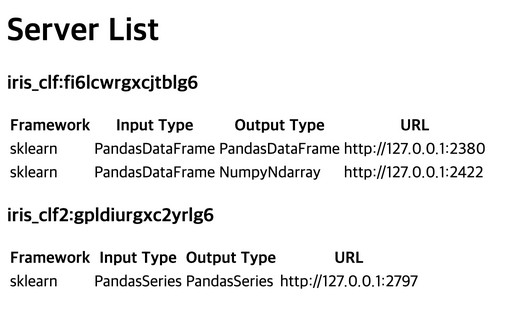 Server List
iris_clf:fi6lcwrgxcjtblg6
Framework Input Type Output Type URL
sklearn PandasDataFrame PandasDataFrame http://127.0.0.1:2380
sklearn PandasDataFrame NumpyNdarray http://127.0.0.1:2422
iris_clf2:gpldiurgxc2yrlg6
Framework Input Type Output Type URL
sklearn PandasSeries PandasSeries http://127.0.0.1:2797